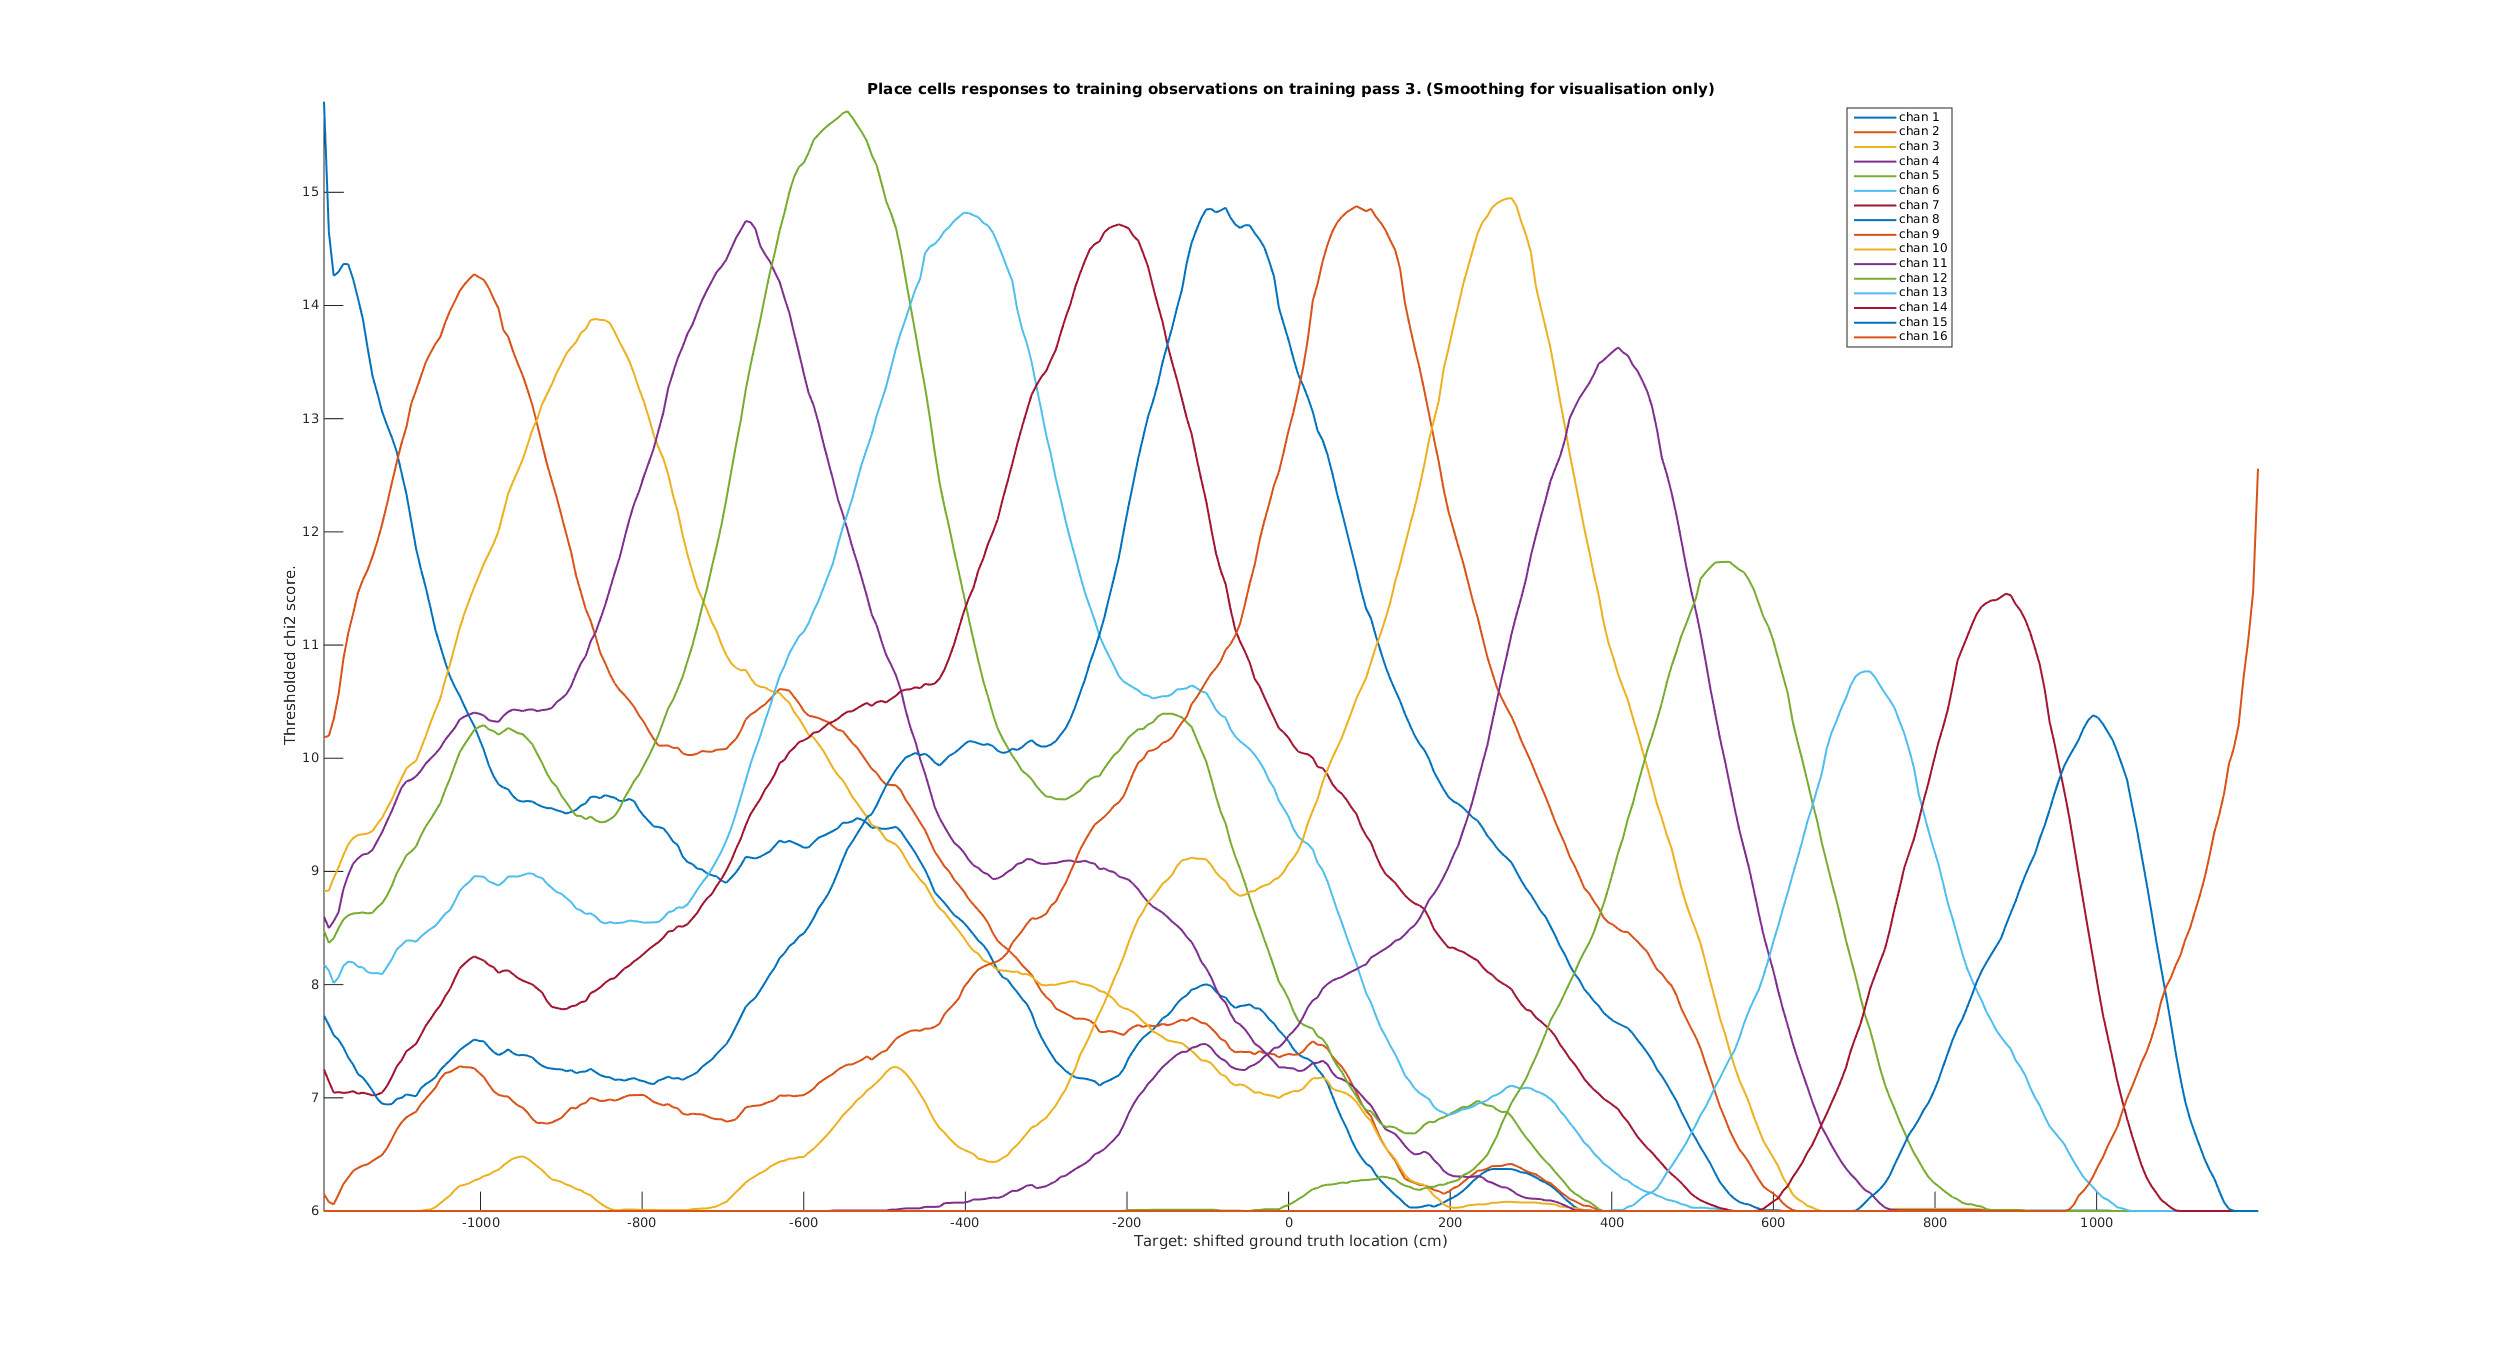 Place cells responses to training observations on training pass 3. (Smoothing for visualisation only)
chan 1
chan 2
chan 3
chan 4
chan 5
chan 6
chan 7
chan 8
chan 9
chan 10
chan 11
chan 12
chan 13
chan 14
chan 15
chan 16
Thresholded chi2 score.
15
14
13
12
11
10
9
8
7
6
-1000 -800 -600 -400 -200 0 200 400 600 800 1000
Target: shifted ground truth location (cm)